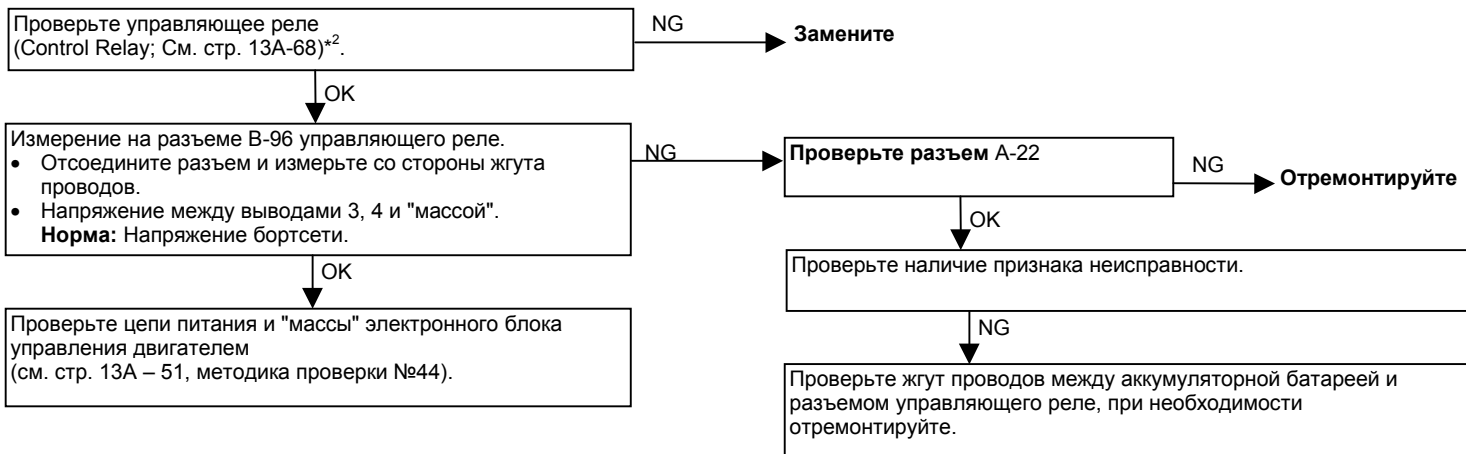 Проверьте управляющее реле
(Control Relay; См. стр. 13А-68)*2.
NG
Замените
OK
Измерение на разъеме В-96 управляющего реле.
• Отсоедините разъем и измерьте со стороны жгута
проводов.
• Напряжение между выводами 3, 4 и "массой".
Норма: Напряжение бортсети.
NG
Проверьте разъем А-22
NG
Отремонтируйте
OK
Проверьте наличие признака неисправности.
OK
Проверьте цепи питания и "массы" электронного блока
управления двигателем
(см. стр. 13А – 51, методика проверки №44).
NG
Проверьте жгут проводов между аккумуляторной батареей и
разъемом управляющего реле, при необходимости
отремонтируйте.